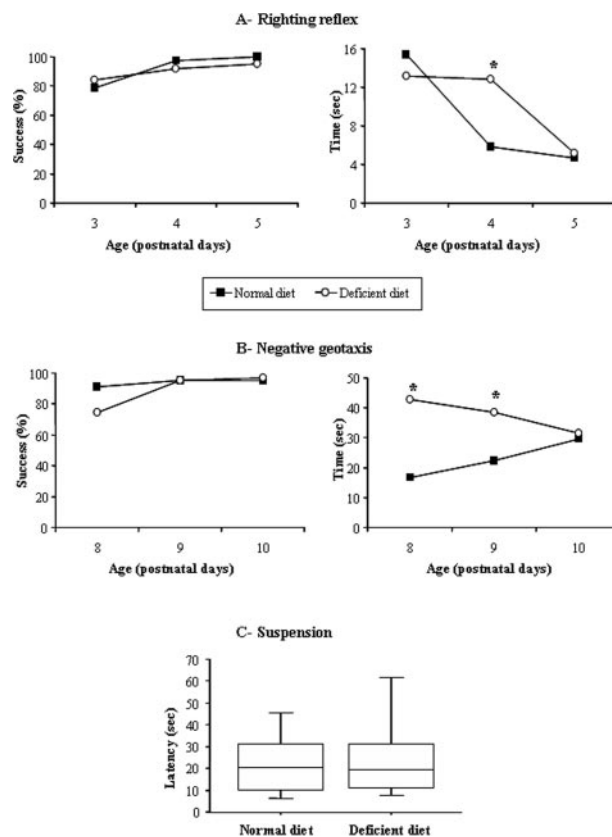 A- Righting reflex
100
80
60
40
20
0
Success (%)
3 4 5
Age (postnatal days)
16
12
8
4
0
Time (sec)
*
3 4 5
Age (postnatal days)
Normal diet Deficient diet
B- Negative geotaxis
100
80
60
40
20
0
Success (%)
8 9 10
Age (postnatal days)
50
40
30
20
10
0
Time (sec)
* *
8 9 10
Age (postnatal days)
C- Suspension
70
60
50
40
30
20
10
0
Latency (sec)
Normal diet Deficient diet